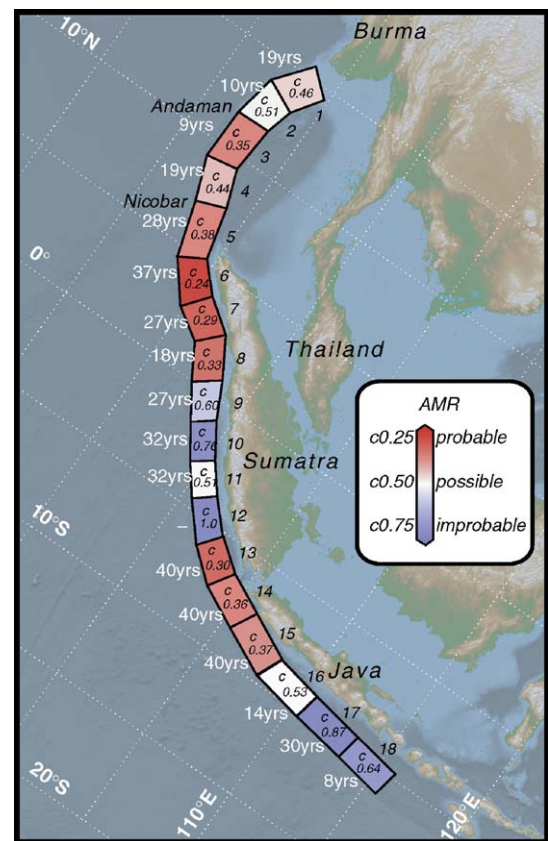 10°N
Burma
19yrs
c
0.46
1
10yrs
c
0.51
2
Andaman
9yrs
c
0.35
3
19yrs
c
0.44
4
Nicobar
28yrs
c
0.38
5
0°
37yrs
c
0.24
6
27yrs
c
0.29
7
18yrs
c
0.33
8
Thailand
27yrs
c
0.60
9
32yrs
c
0.76
10
Sumatra
32yrs
c
0.51
11
–
c
1.0
12
10°S
40yrs
c
0.30
13
40yrs
c
0.36
14
40yrs
c
0.37
15
Java
14yrs
c
0.53
16
30yrs
c
0.87
17
8yrs
c
0.64
18
AMR
c0.25 probable
c0.50 possible
c0.75 improbable
20°S
110°E
120°E